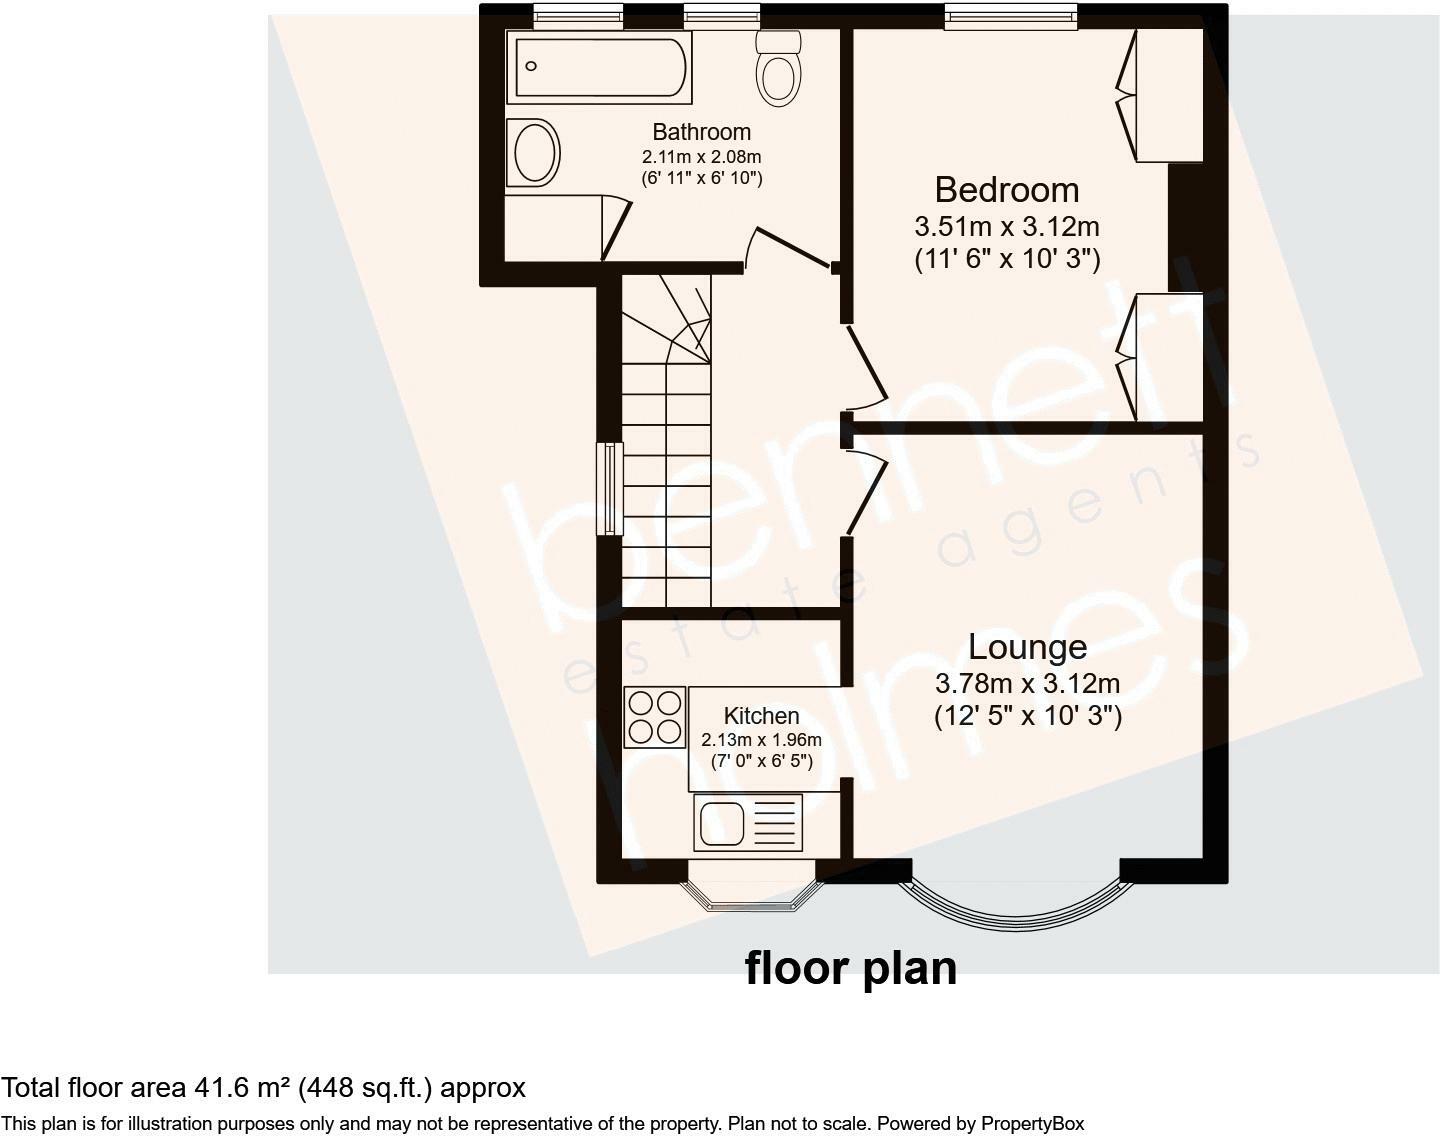 Bathroom
2.11m x 2.08m
(6' 11" x 6' 10")
Bedroom
3.51m x 3.12m
(11' 6" x 10' 3")
bennett
estate agents
holmes
Lounge
3.78m x 3.12m
(12' 5" x 10' 3")
Kitchen
2.13m x 1.96m
(7' 0" x 6' 5")
floor plan
Total floor area 41.6 m² (448 sq.ft.) approx
This plan is for illustration purposes only and may not be representative of the property. Plan not to scale. Powered by PropertyBox